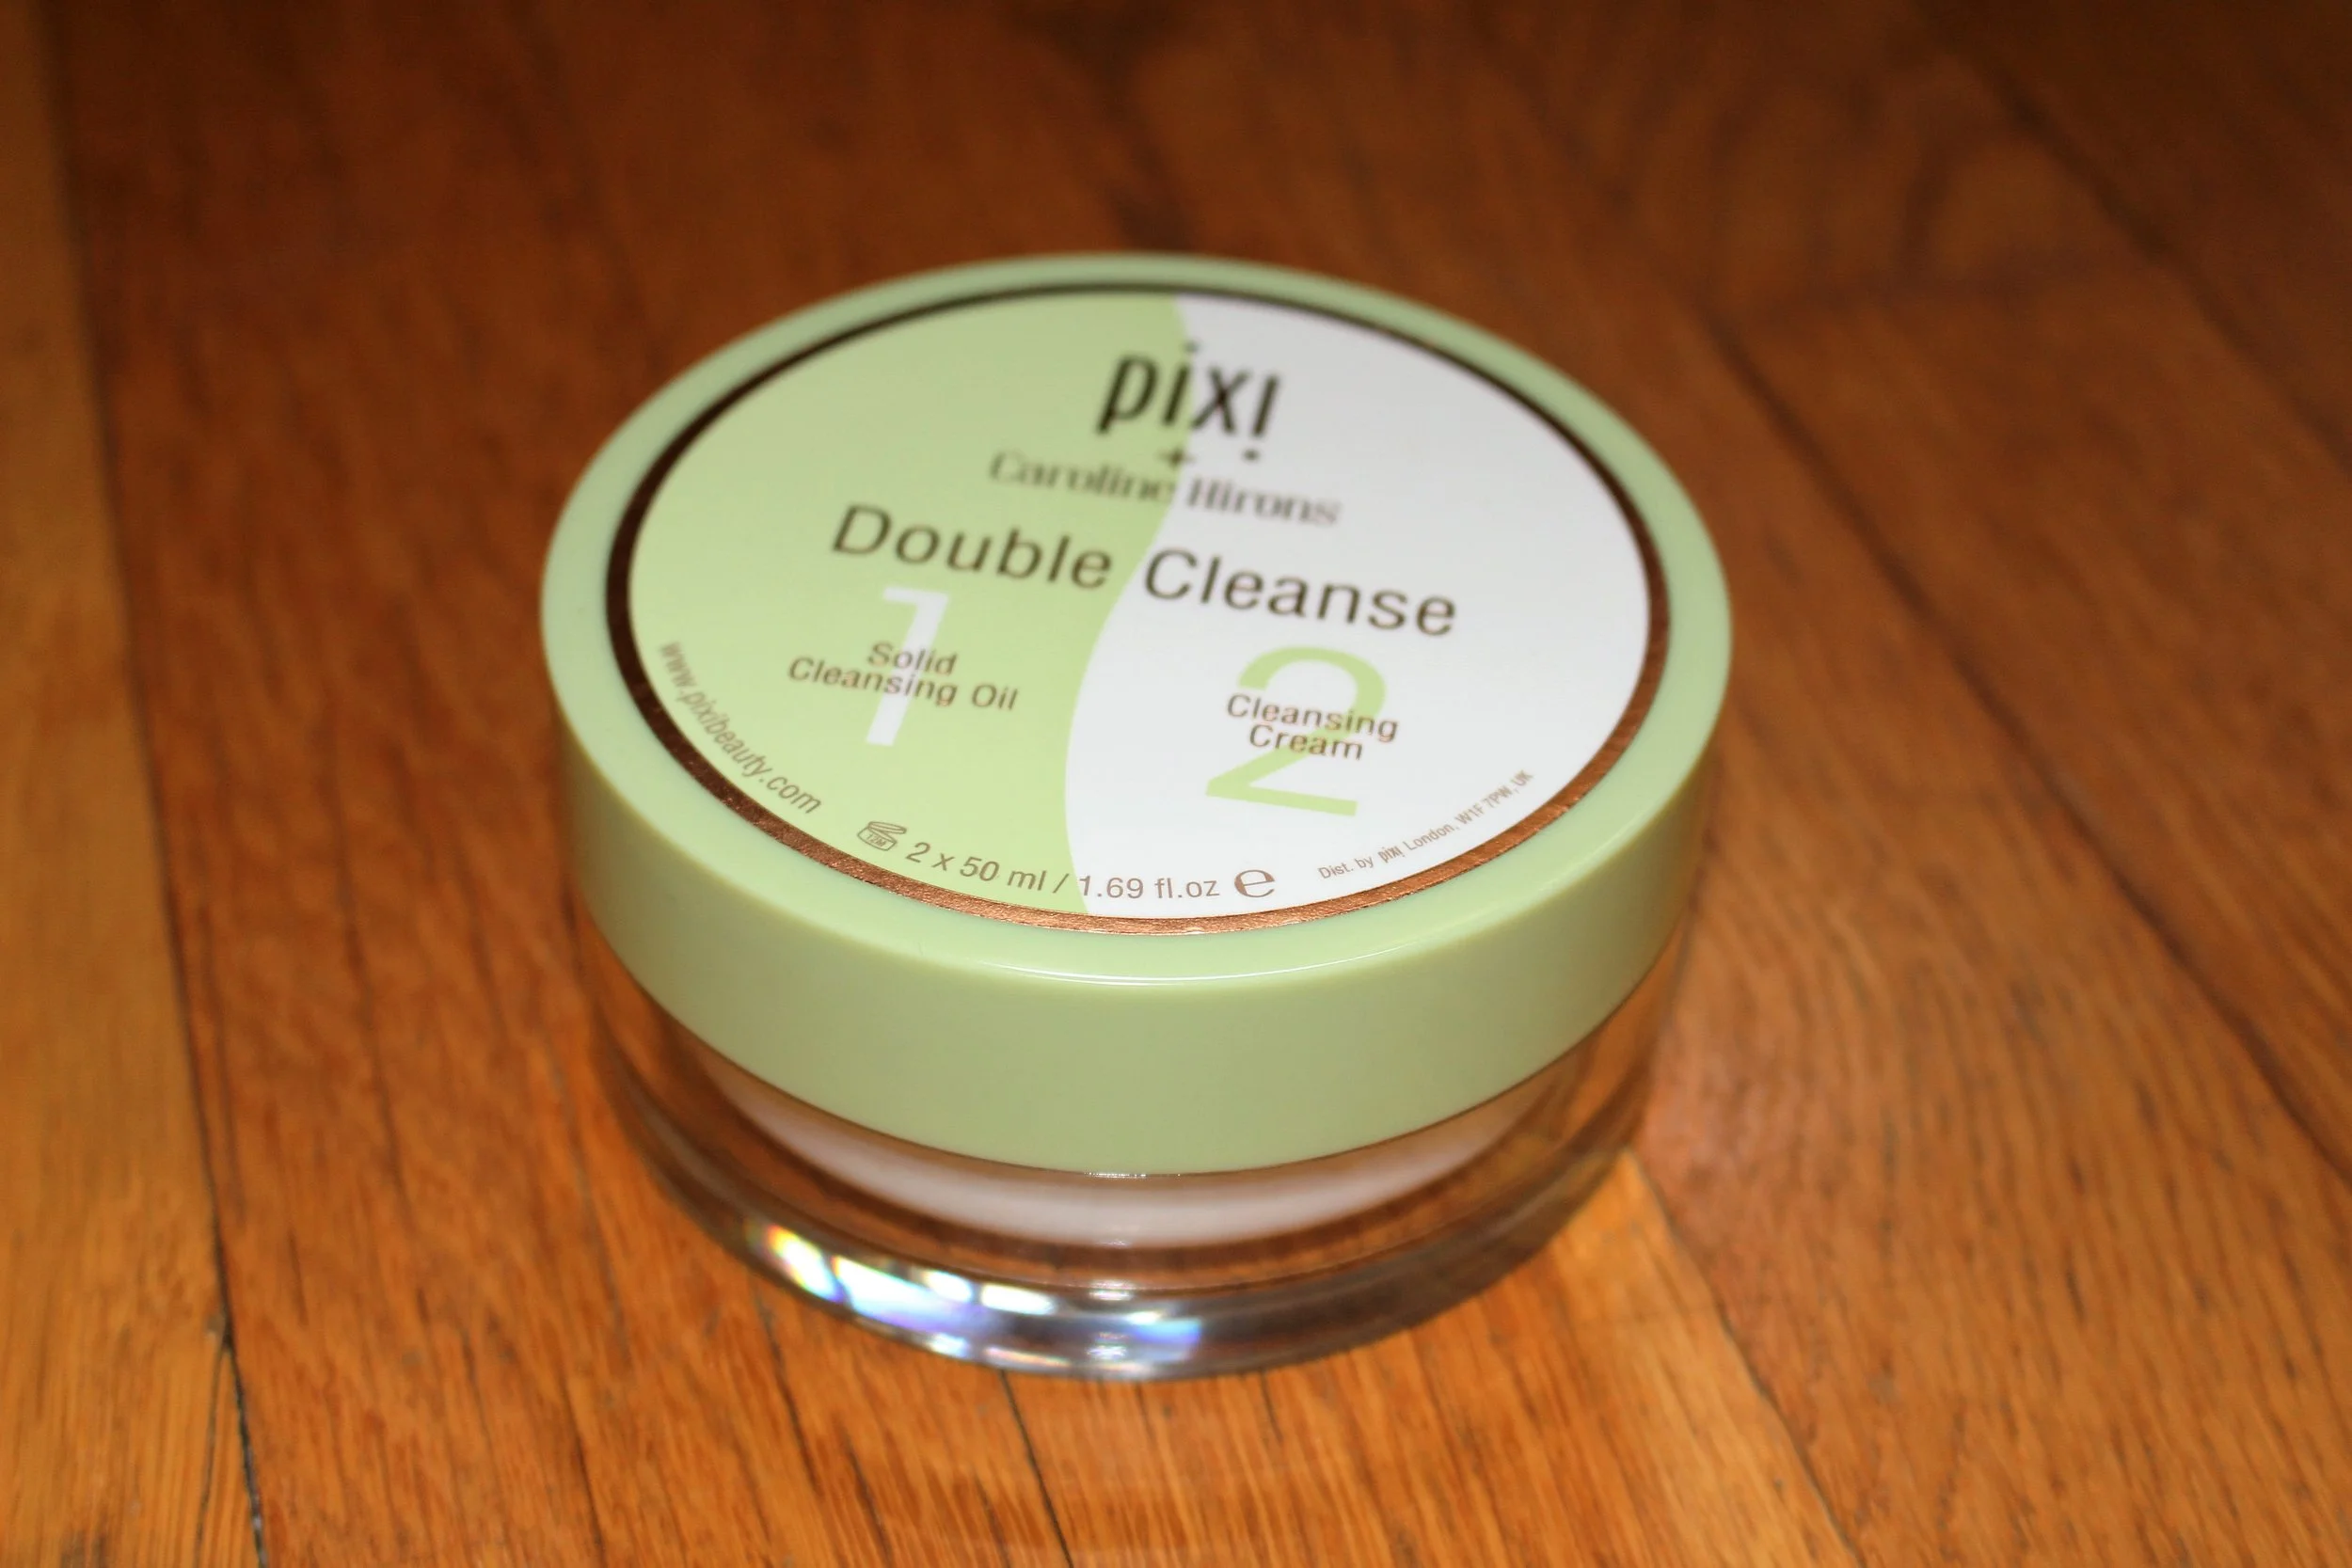 pixi
+
Caroline Hirons
Double Cleanse
1
Solid
Cleansing Oil
2
Cleansing
Cream
www.pixibeauty.com
12M
2 x 50 ml / 1.69 fl.oz ℮
Dist. by pixi London, W1F 7PW, UK